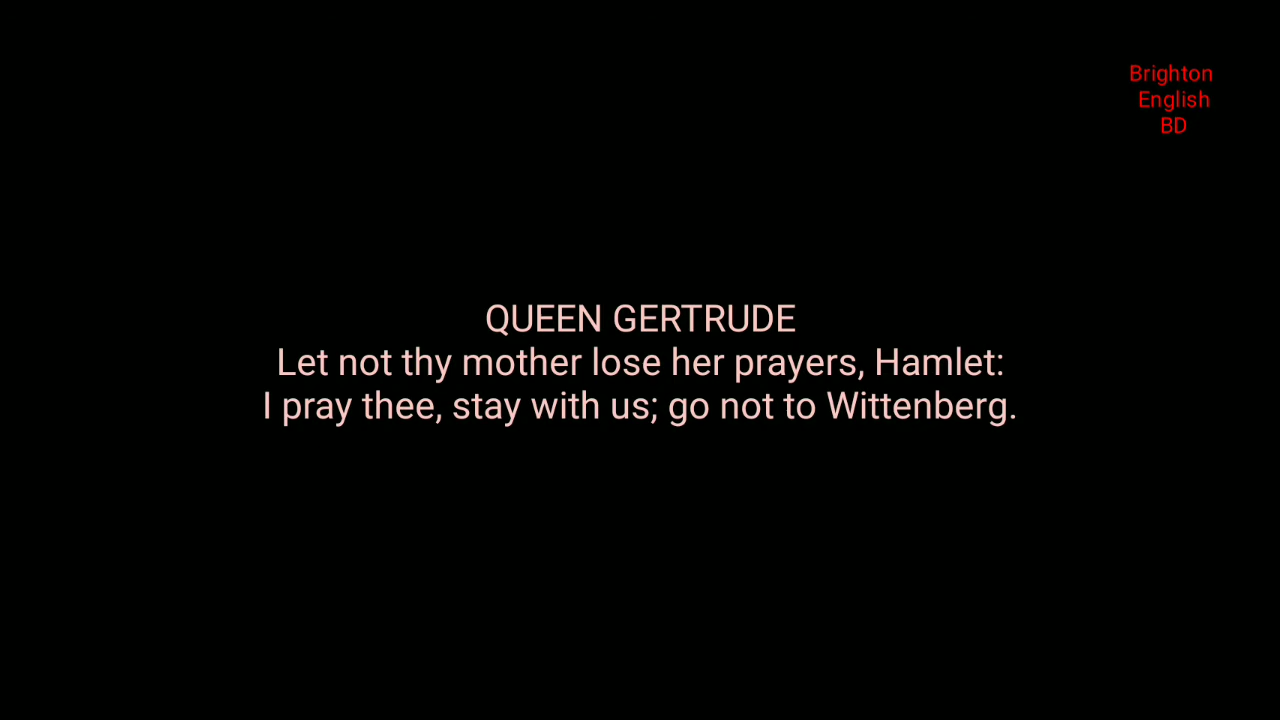 Brighton
English
BD
QUEEN GERTRUDE
Let not thy mother lose her prayers, Hamlet:
I pray thee, stay with us; go not to Wittenberg.